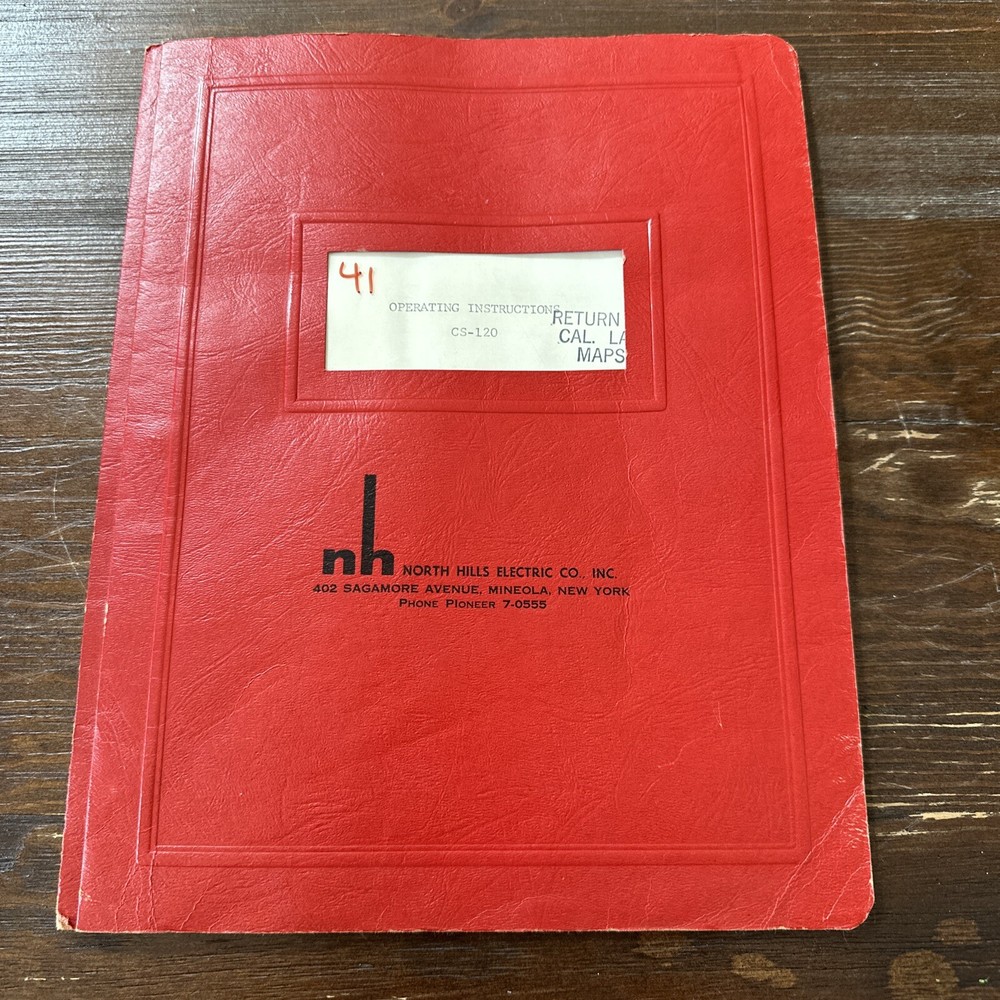 41
OPERATING INSTRUCTIONS
CS-120
RETURN
CAL. LA
MAPS
nh
NORTH HILLS ELECTRIC CO., INC.
402 SAGAMORE AVENUE, MINEOLA, NEW YORK
PHONE PIONEER 7-0555